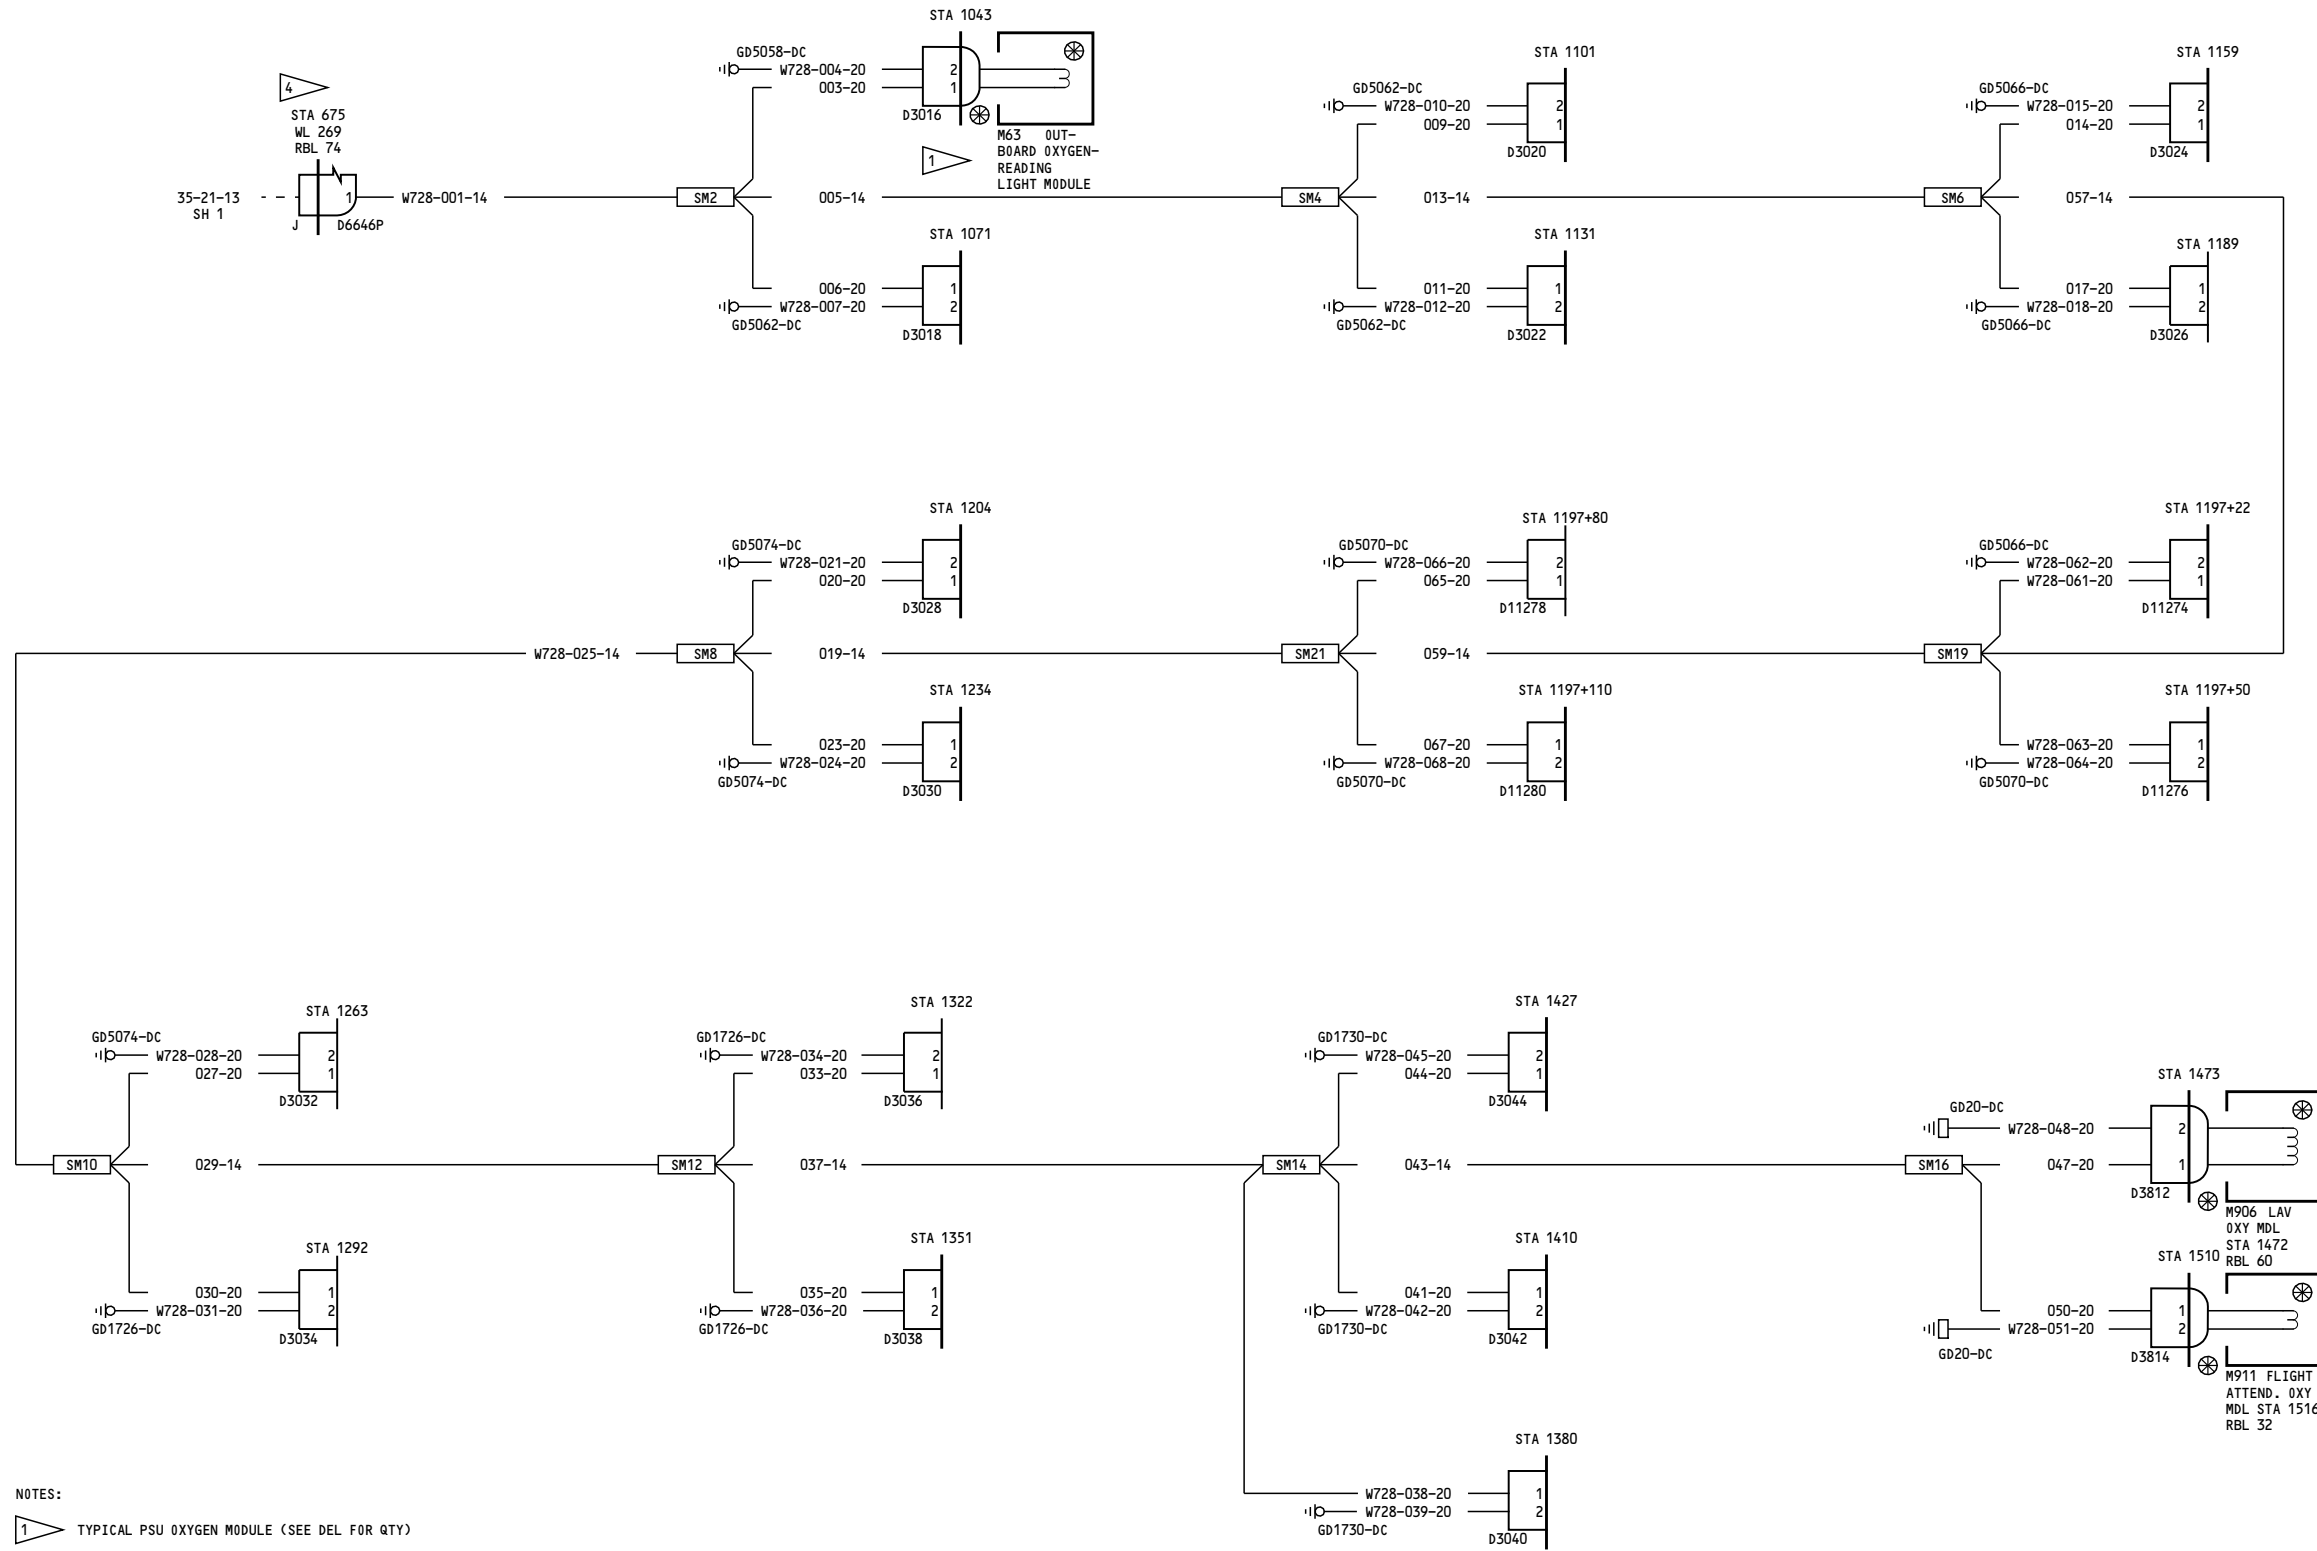 STA 1043
GD5058-DC
W728-004-20
2
003-20
1
D3016
M63 OUT-
BOARD OXYGEN-
READING
LIGHT MODULE
1
4
STA 675
WL 269
RBL 74
35-21-13
SH 1
1
J
D6646P
W728-001-14
SM2
005-14
STA 1071
006-20
1
W728-007-20
2
GD5062-DC
D3018
STA 1101
GD5062-DC
W728-010-20
2
009-20
1
D3020
SM4
013-14
STA 1131
011-20
1
W728-012-20
2
GD5062-DC
D3022
STA 1159
GD5066-DC
W728-015-20
2
014-20
1
D3024
SM6
057-14
STA 1189
017-20
1
W728-018-20
2
GD5066-DC
D3026
STA 1204
GD5074-DC
W728-021-20
2
020-20
1
D3028
W728-025-14
SM8
019-14
STA 1234
023-20
1
W728-024-20
2
GD5074-DC
D3030
STA 1197+80
GD5070-DC
W728-066-20
2
065-20
1
D11278
SM21
059-14
STA 1197+110
067-20
1
W728-068-20
2
GD5070-DC
D11280
STA 1197+22
GD5066-DC
W728-062-20
2
W728-061-20
1
D11274
SM19
STA 1197+50
W728-063-20
1
W728-064-20
2
GD5070-DC
D11276
STA 1263
GD5074-DC
W728-028-20
2
027-20
1
D3032
SM10
029-14
STA 1292
030-20
1
W728-031-20
2
GD1726-DC
D3034
STA 1322
GD1726-DC
W728-034-20
2
033-20
1
D3036
SM12
037-14
STA 1351
035-20
1
W728-036-20
2
GD1726-DC
D3038
STA 1427
GD1730-DC
W728-045-20
2
044-20
1
D3044
SM14
043-14
STA 1410
041-20
1
W728-042-20
2
GD1730-DC
D3042
STA 1380
W728-038-20
1
W728-039-20
2
GD1730-DC
D3040
STA 1473
GD20-DC
W728-048-20
2
SM16
047-20
1
D3812
M906 LAV
OXY MDL
STA 1472
RBL 60
STA 1510
050-20
1
W728-051-20
2
GD20-DC
D3814
M911 FLIGHT
ATTEND. OXY
MDL STA 1516
RBL 32
NOTES:
1
TYPICAL PSU OXYGEN MODULE (SEE DEL FOR QTY)